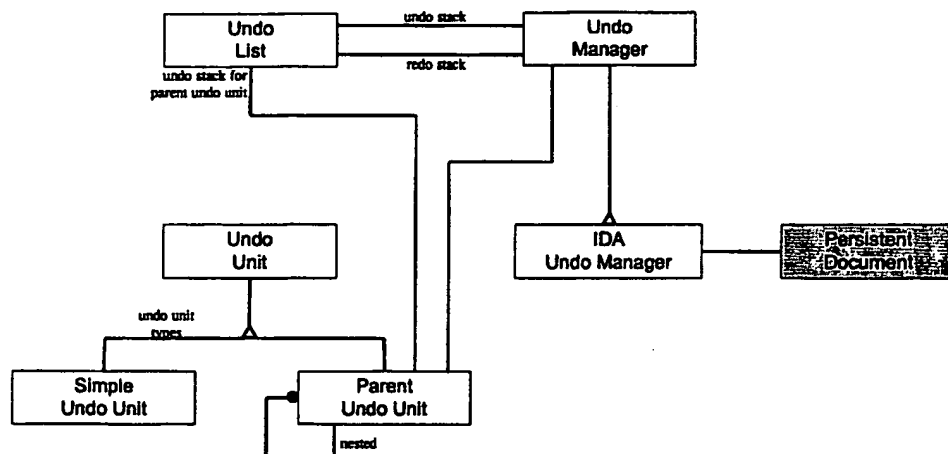 Undo
List
undo stack
redo stack
Undo
Manager
undo stack for
parent undo unit
Undo
Unit
IDA
Undo Manager
Persistent
Document
undo unit
types
Simple
Undo Unit
Parent
Undo Unit
nested